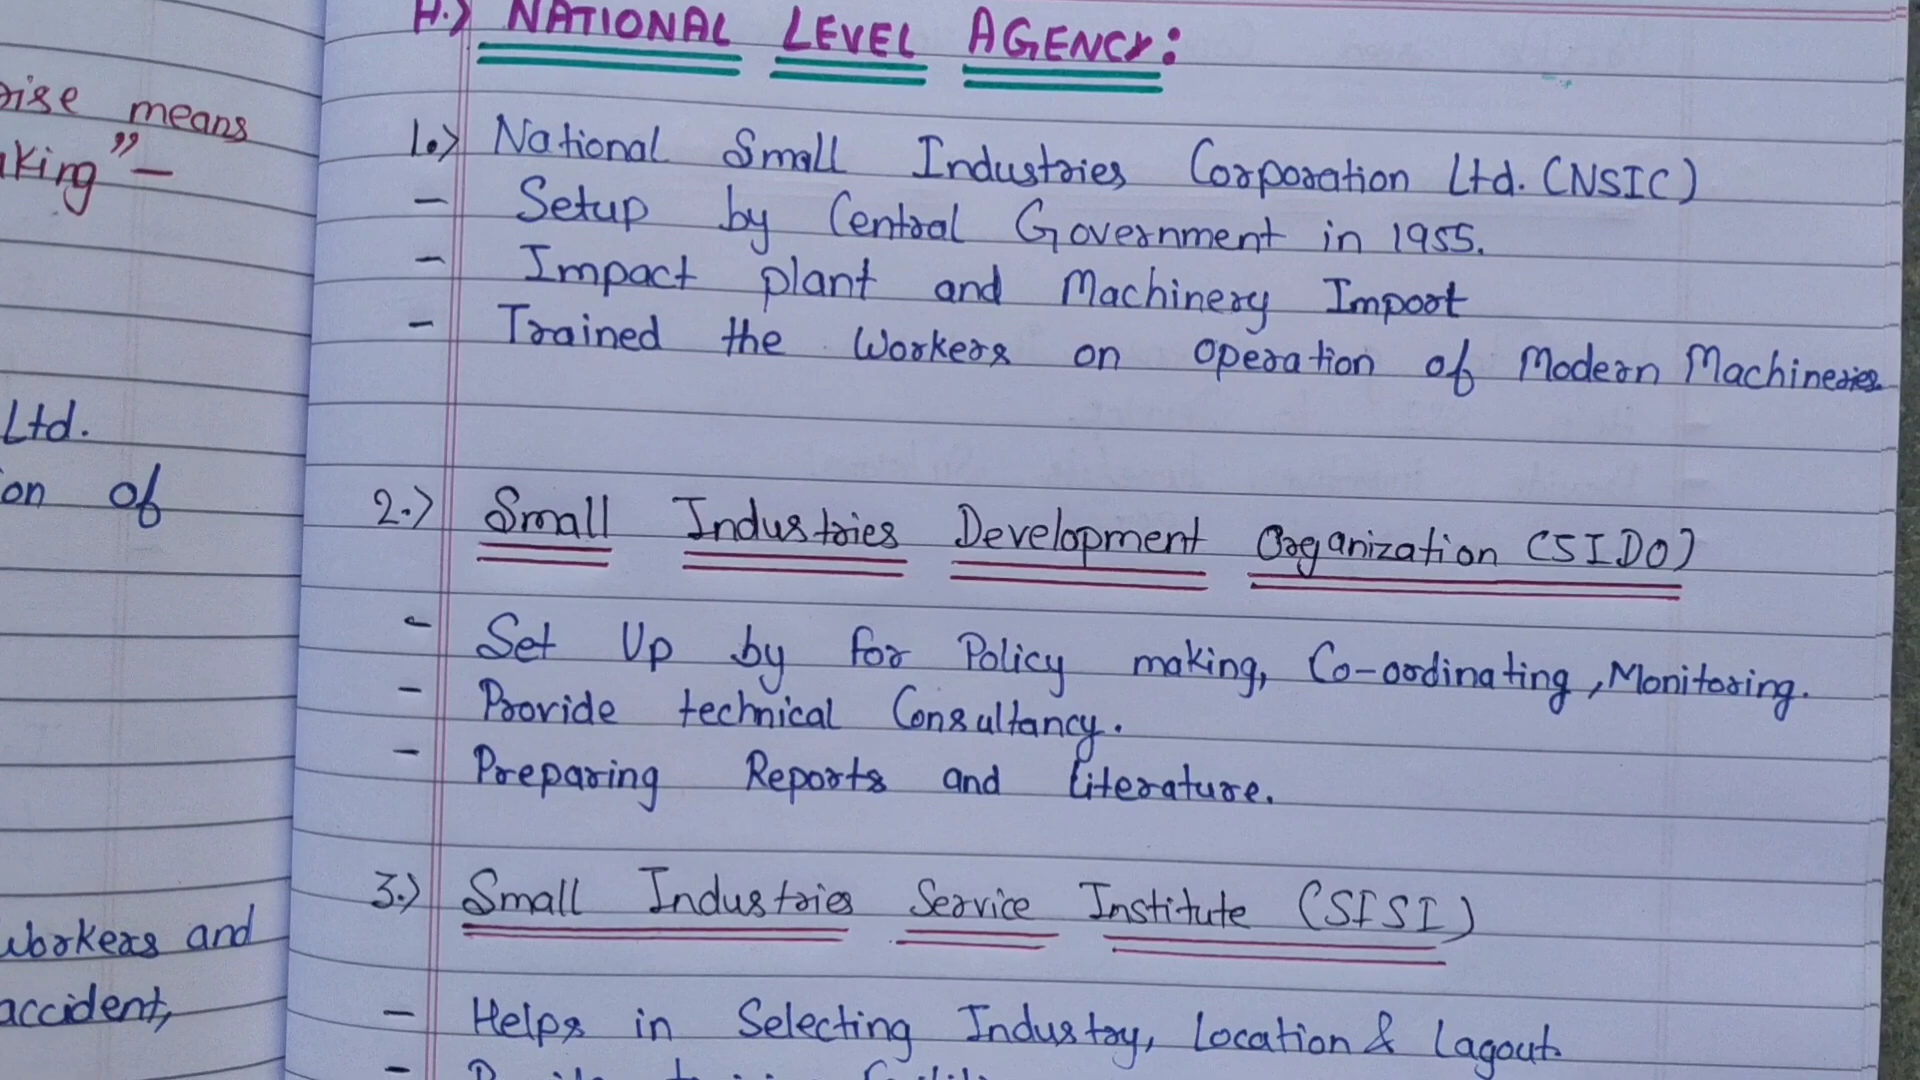 rise means
aking" –
Ltd.
on of
Workers and
accident,
H.) NATIONAL LEVEL AGENCY:
1.) National Small Industries Corporation Ltd. (NSIC)
– Setup by Central Government in 1955.
– Impact plant and Machinery Import
– Trained the Workers on operation of Modern Machineries
2.) Small Industries Development Organization (SIDO)
– Set Up by for Policy making, Co-ordinating, Monitoring.
– Provide technical Consultancy.
– Preparing Reports and Literature.
3.) Small Industries Service Institute (SISI)
– Helps in Selecting Industry, Location & Lagout